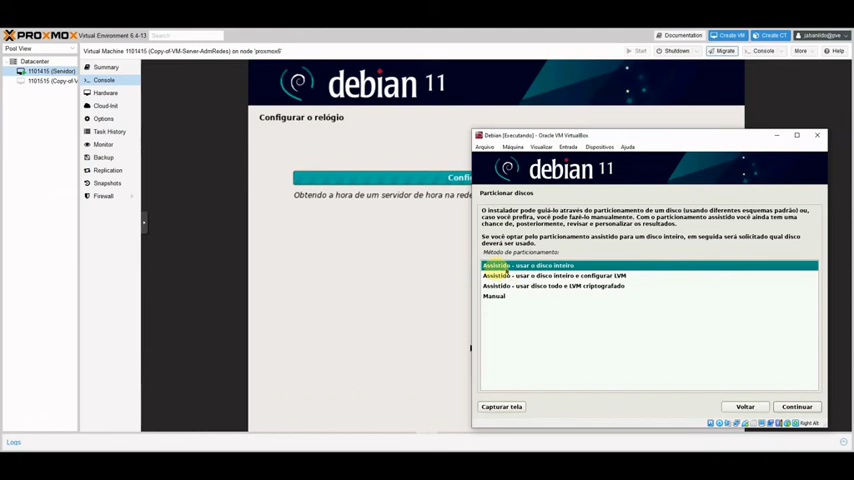 PROXMOX Virtual Environment 6.4-13 Search Documentation Create VM Create CT jabanildo@pve
Pool View
Virtual Machine 1101415 (Copy-of-VM-Server-AdmRedes) on node 'proxmox6' Start Shutdown Migrate Console More Help
Datacenter
1101415 (Servidor)
1101515 (Copy-of-V
Summary
Console
Hardware
Cloud-Init
Options
Task History
Monitor
Backup
Replication
Snapshots
Firewall
debian 11
Configurar o relógio
Confi
Obtendo a hora de um servidor de hora na rede
Debian [Executando] - Oracle VM VirtualBox
Arquivo Máquina Visualizar Entrada Dispositivos Ajuda
debian 11
Particionar discos
O instalador pode guiá-lo através do particionamento de um disco (usando diferentes esquemas padrão) ou,
caso você prefira, você pode fazê-lo manualmente. Com o particionamento assistido você ainda tem uma
chance de, posteriormente, revisar e personalizar os resultados.
Se você optar pelo particionamento assistido para um disco inteiro, em seguida será solicitado qual disco
deverá ser usado.
Método de particionamento:
Assistido - usar o disco inteiro
Assistido - usar o disco inteiro e configurar LVM
Assistido - usar disco todo e LVM criptografado
Manual
Capturar tela Voltar Continuar
Right Alt
Logs